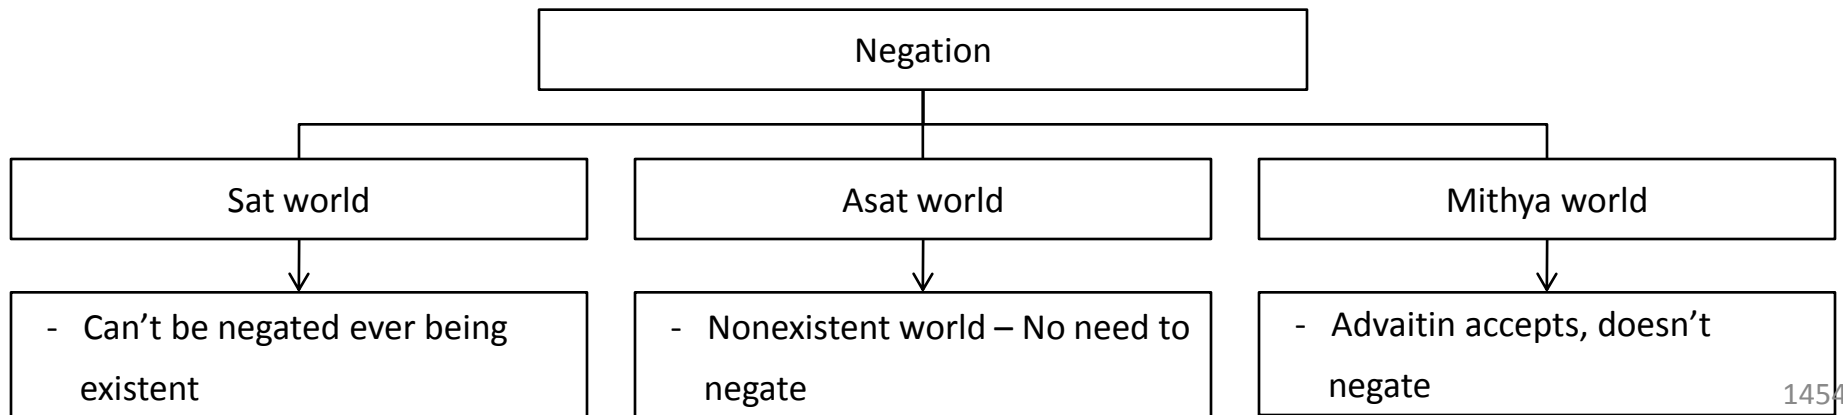 Negation
Sat world
Asat world
Mithya world
- Can’t be negated ever being
existent
- Nonexistent world – No need to
negate
- Advaitin accepts, doesn’t
negate
1454